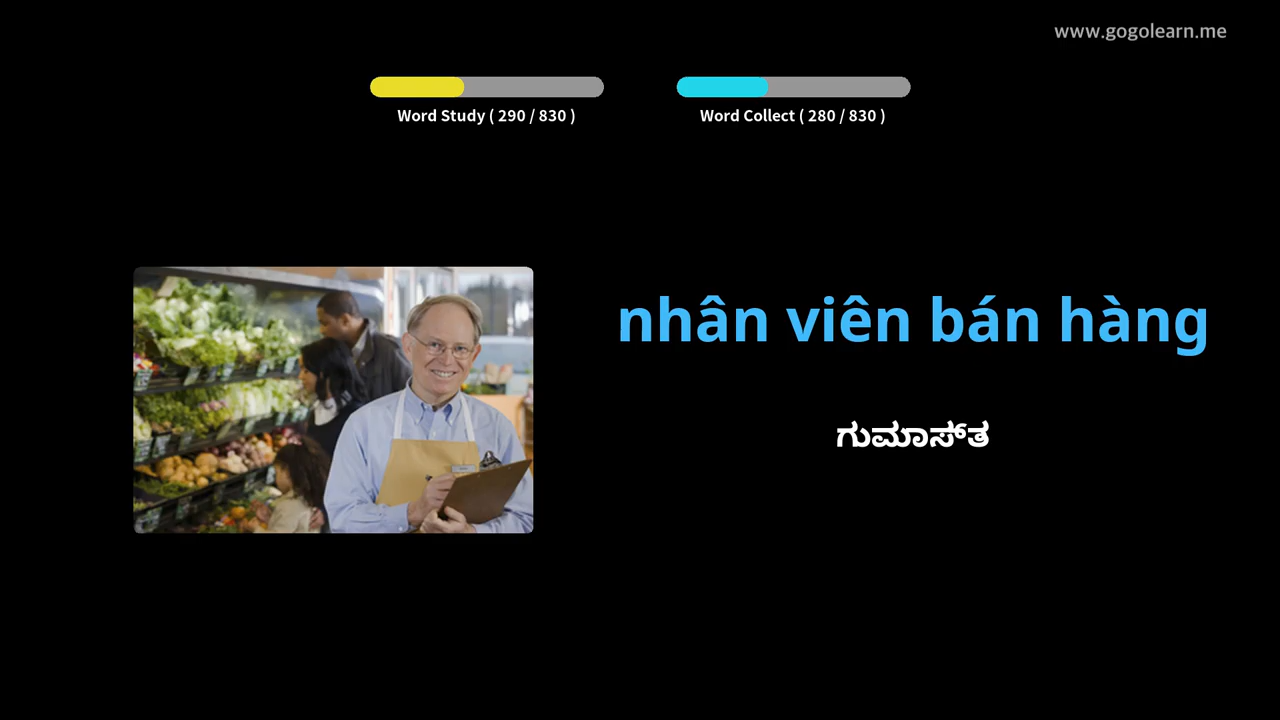 www.gogolearn.me
Word Study ( 290 / 830 )
Word Collect ( 280 / 830 )
nhân viên bán hàng
ಗುಮಾಸ್‌ತ